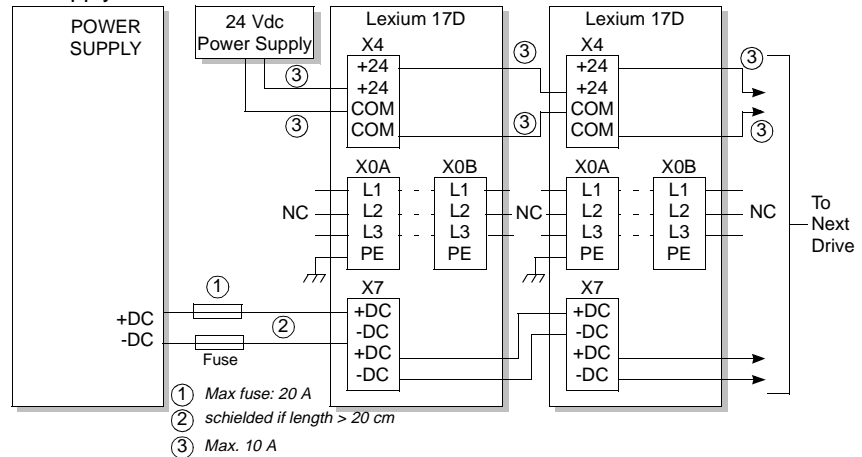 POWER
SUPPLY
24 Vdc
Power Supply
Lexium 17D
X4
+24
+24
COM
COM
Lexium 17D
X4
+24
+24
COM
COM
3
3
3
3
3
3
X0A
L1
L2
L3
PE
X0B
L1
L2
L3
X0A
L1
L2
L3
PE
X0B
L1
L2
L3
PE
PE
NC
NC
NC
To
Next
Drive
X7
+DC
-DC
+DC
-DC
X7
+DC
-DC
+DC
-DC
+DC
-DC
1
2
Fuse
1 Max fuse: 20 A
2 schielded if length > 20 cm
3 Max. 10 A